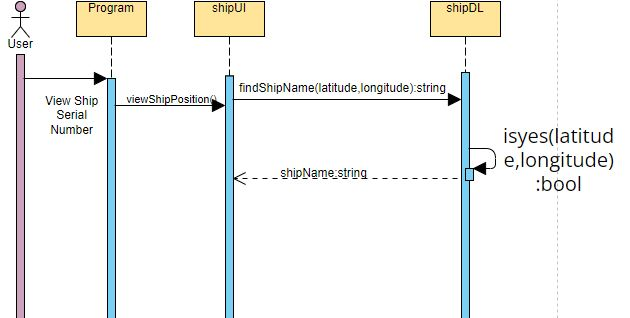 Program
shipUI
shipDL
User
findShipName(latitude,longitude):string
View Ship
Serial
Number
viewShipPosition()
isyes(latitud
e,longitude)
:bool
shipName:string